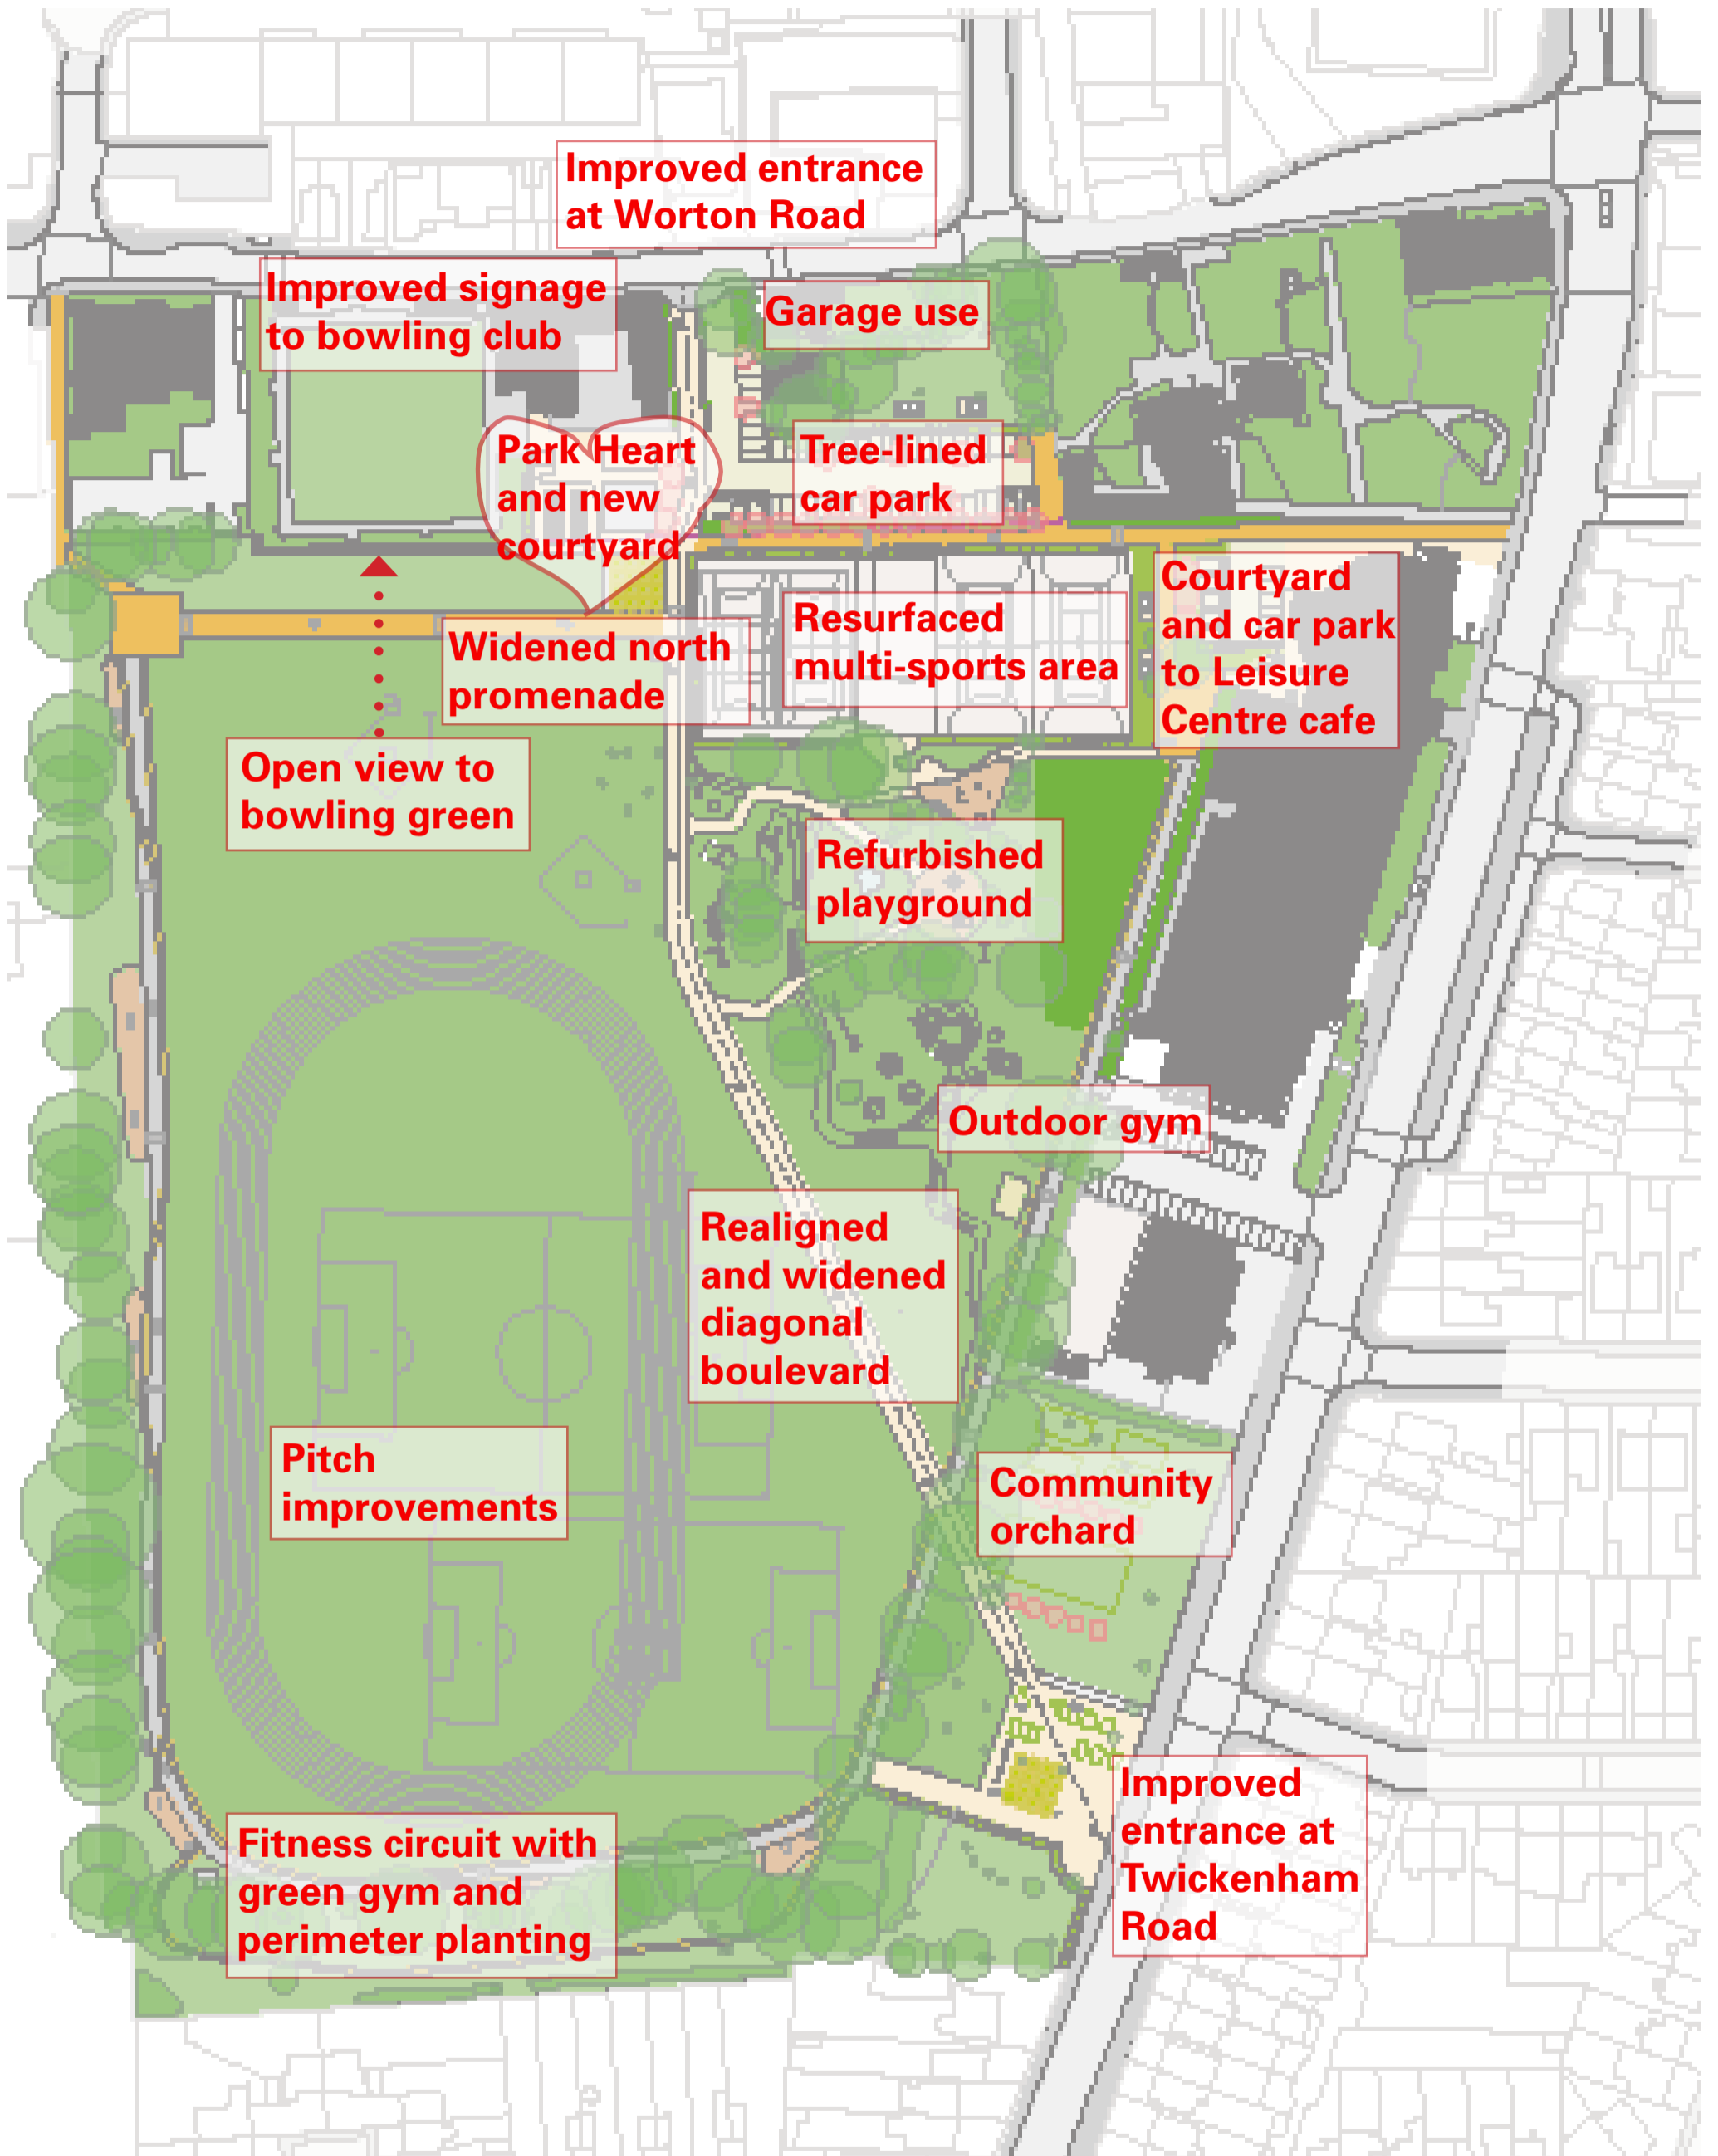 Improved entrance
at Worton Road
Improved signage
to bowling club
Garage use
Park Heart
and new
courtyard
Tree-lined
car park
Courtyard
and car park
to Leisure
Centre cafe
Resurfaced
multi-sports area
Widened north
promenade
Open view to
bowling green
Refurbished
playground
Outdoor gym
Realigned
and widened
diagonal
boulevard
Pitch
improvements
Community
orchard
Improved
entrance at
Twickenham
Road
Fitness circuit with
green gym and
perimeter planting